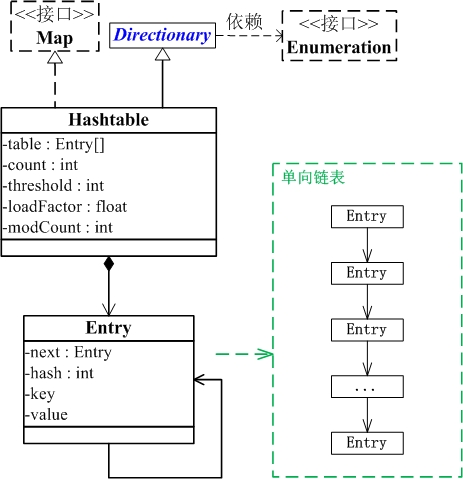 <<接口>>
Map
Directionary
依赖
<<接口>>
Enumeration
Hashtable
-table : Entry[]
-count : int
-threshold : int
-loadFactor : float
-modCount : int
Entry
-next : Entry
-hash : int
-key
-value
单向链表
Entry
Entry
Entry
...
Entry